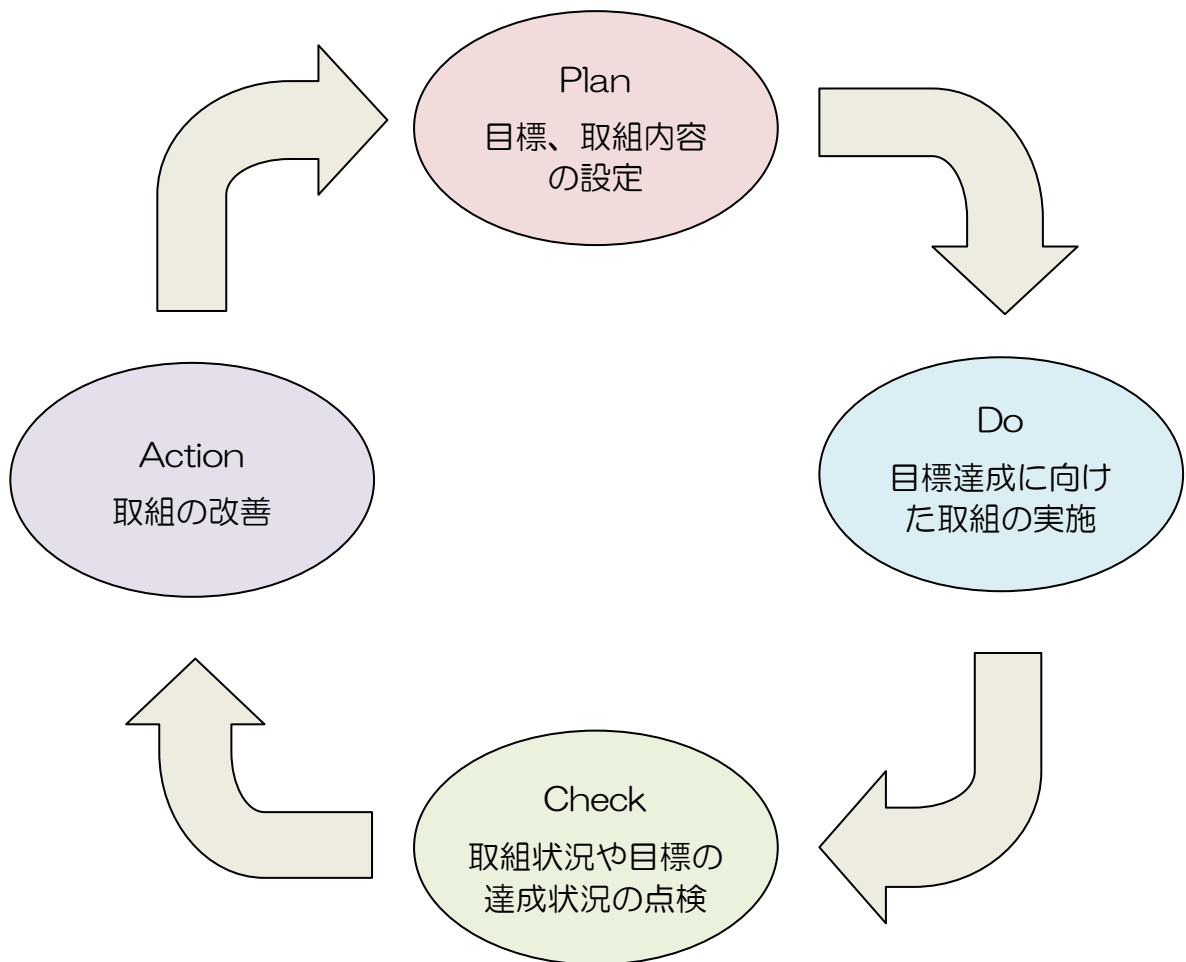 Plan
目標、取組内容
の設定
Do
目標達成に向け
た取組の実施
Check
取組状況や目標の
達成状況の点検
Action
取組の改善